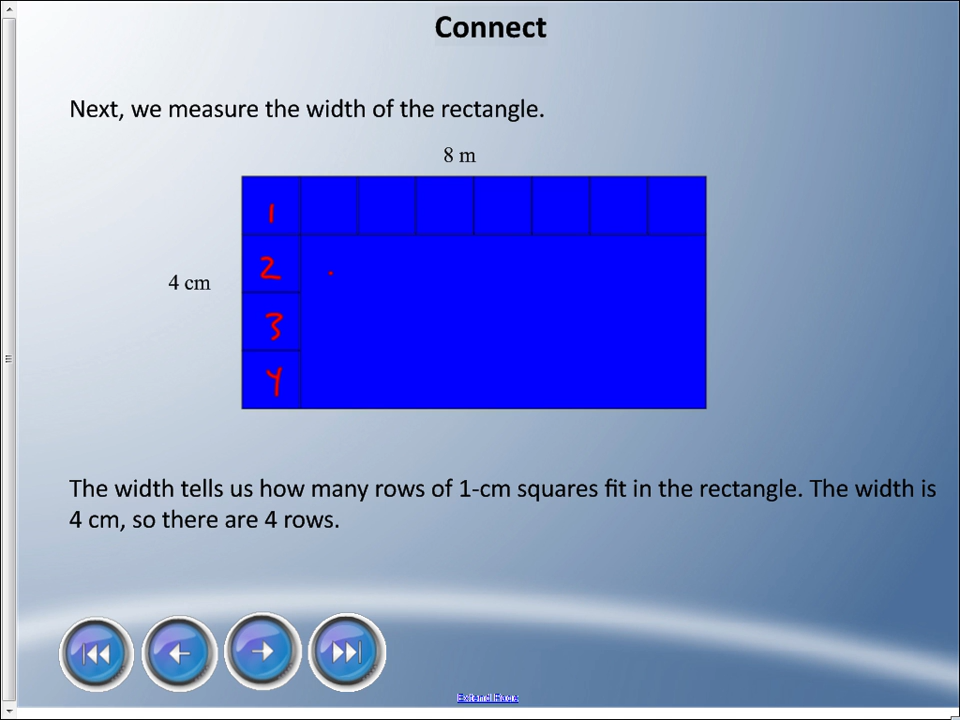 Connect
Next, we measure the width of the rectangle.
8 m
1
2
4 cm
3
4
The width tells us how many rows of 1-cm squares fit in the rectangle. The width is
4 cm, so there are 4 rows.
Extend Page